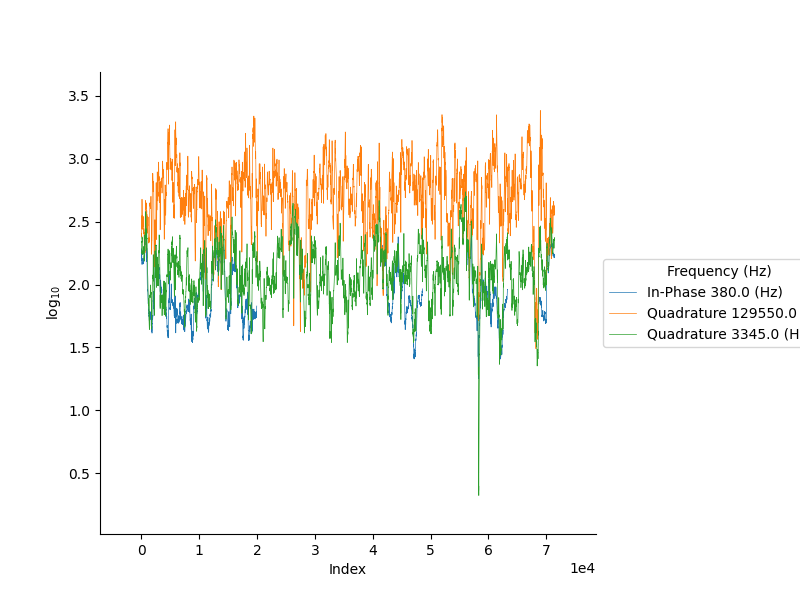 3.5
3.0
2.5
2.0
1.5
1.0
0.5
log10
0 1 2 3 4 5 6 7
1e4
Index
Frequency (Hz)
In-Phase 380.0 (Hz)
Quadrature 129550.0
Quadrature 3345.0 (H